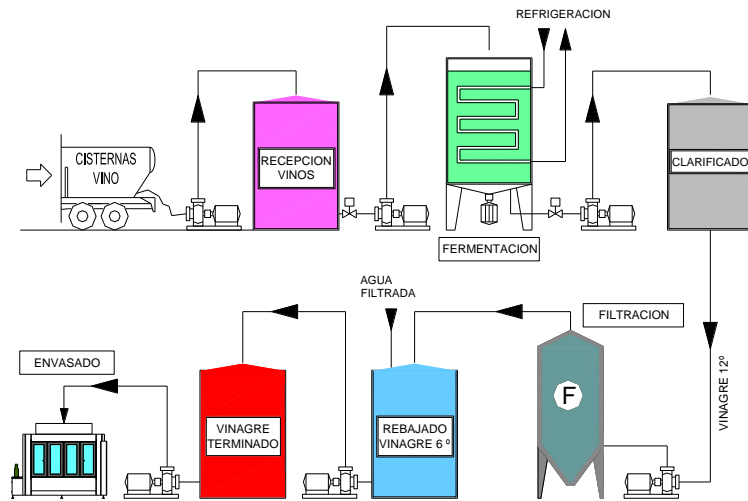 REFRIGERACION
CISTERNAS
VINO
RECEPCION
VINOS
CLARIFICADO
FERMENTACION
AGUA
FILTRADA
FILTRACION
ENVASADO
VINAGRE 12º
F
VINAGRE
TERMINADO
REBAJADO
VINAGRE 6 º